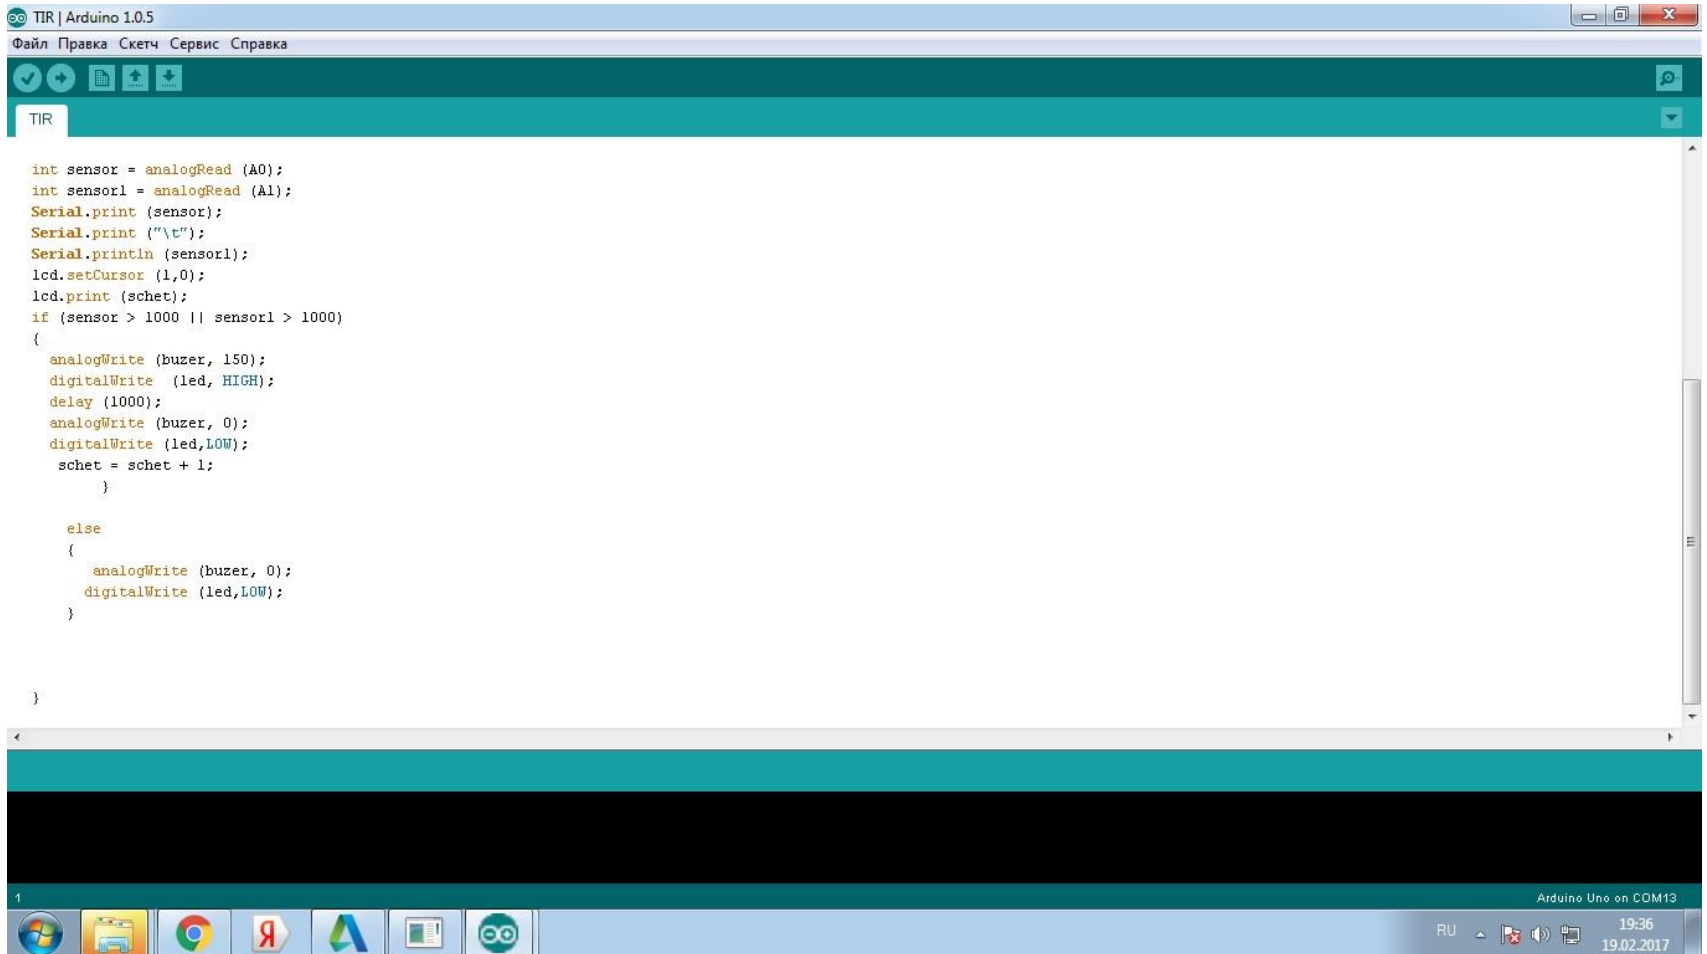 TIR | Arduino 1.0.5
Файл Правка Скетч Сервис Справка
TIR
int sensor = analogRead (A0);
int sensor1 = analogRead (A1);
Serial.print (sensor);
Serial.print ("\t");
Serial.println (sensor1);
lcd.setCursor (1,0);
lcd.print (schet);
if (sensor > 1000 || sensor1 > 1000)
{
analogWrite (buzer, 150);
digitalWrite  (led, HIGH);
delay (1000);
analogWrite (buzer, 0);
digitalWrite (led,LOW);
schet = schet + 1;
}
else
{
analogWrite (buzer, 0);
digitalWrite (led,LOW);
}
}
1
Arduino Uno on COM13
Я
RU
19:36
19.02.2017